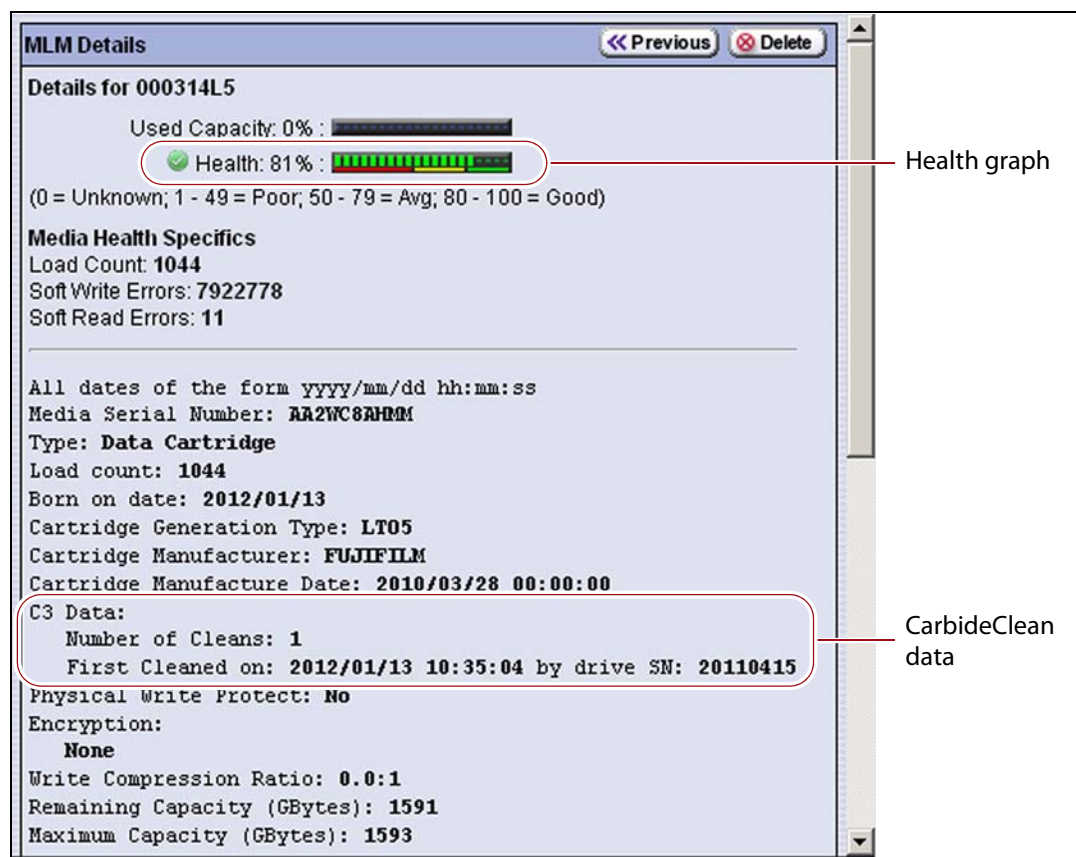 MLM Details
Previous
Delete
Details for 000314L5
Used Capacity: 0% :
Health: 81% :
Health graph
(0 = Unknown; 1 - 49 = Poor; 50 - 79 = Avg; 80 - 100 = Good)
Media Health Specifics
Load Count: 1044
Soft Write Errors: 7922778
Soft Read Errors: 11
All dates of the form yyyy/mm/dd hh:mm:ss
Media Serial Number: AA2WC8AHMM
Type: Data Cartridge
Load count: 1044
Born on date: 2012/01/13
Cartridge Generation Type: LTO5
Cartridge Manufacturer: FUJIFILM
Cartridge Manufacture Date: 2010/03/28 00:00:00
C3 Data:
Number of Cleans: 1
First Cleaned on: 2012/01/13 10:35:04 by drive SN: 20110415
CarbideClean
data
Physical Write Protect: No
Encryption:
None
Write Compression Ratio: 0.0:1
Remaining Capacity (GBytes): 1591
Maximum Capacity (GBytes): 1593